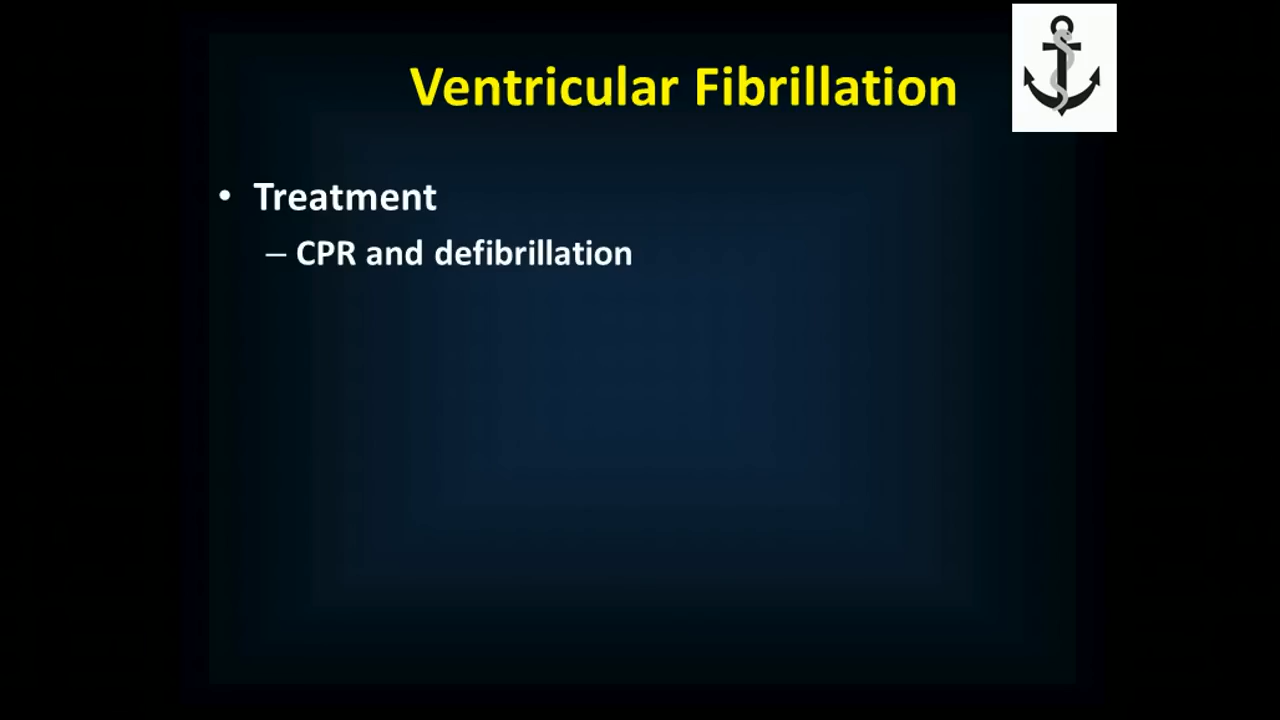 Ventricular Fibrillation
• Treatment
– CPR and defibrillation